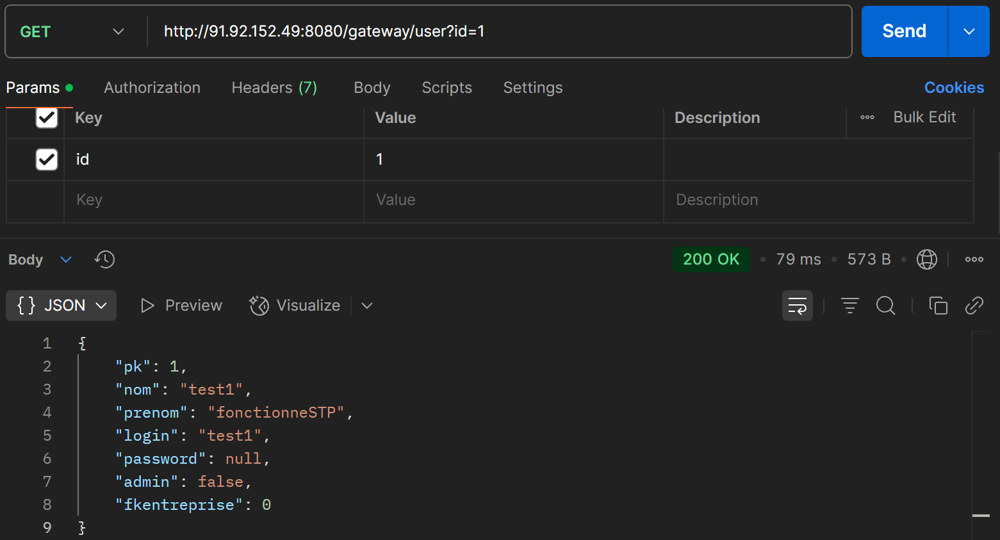 GET http://91.92.152.49:8080/gateway/user?id=1 Send
Params Authorization Headers (7) Body Scripts Settings Cookies
Key Value Description Bulk Edit
id 1
Key Value Description
Body 200 OK • 79 ms • 573 B
{} JSON Preview Visualize
1 {
2 "pk": 1,
3 "nom": "test1",
4 "prenom": "fonctionneSTP",
5 "login": "test1",
6 "password": null,
7 "admin": false,
8 "fkentreprise": 0
9 }